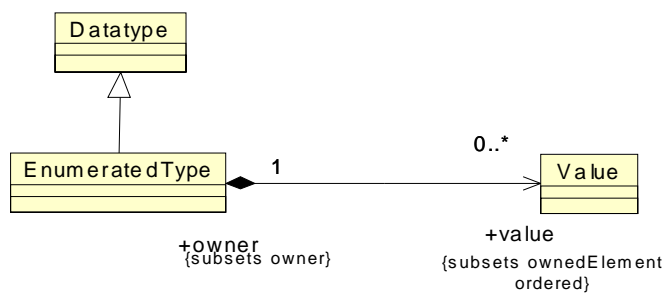 Datatype
EnumeratedType
1
0..*
Value
+owner
{subsets owner}
+value
{subsets ownedElement
ordered}